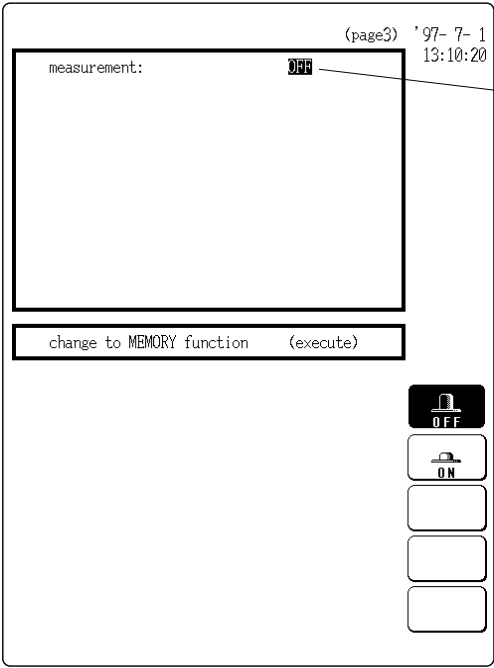 (page3) '97- 7- 1
13:10:20
measurement: OFF
change to MEMORY function (execute)
OFF
ON